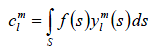 c_l^m = ∫_S f(s) y_l^m(s) ds